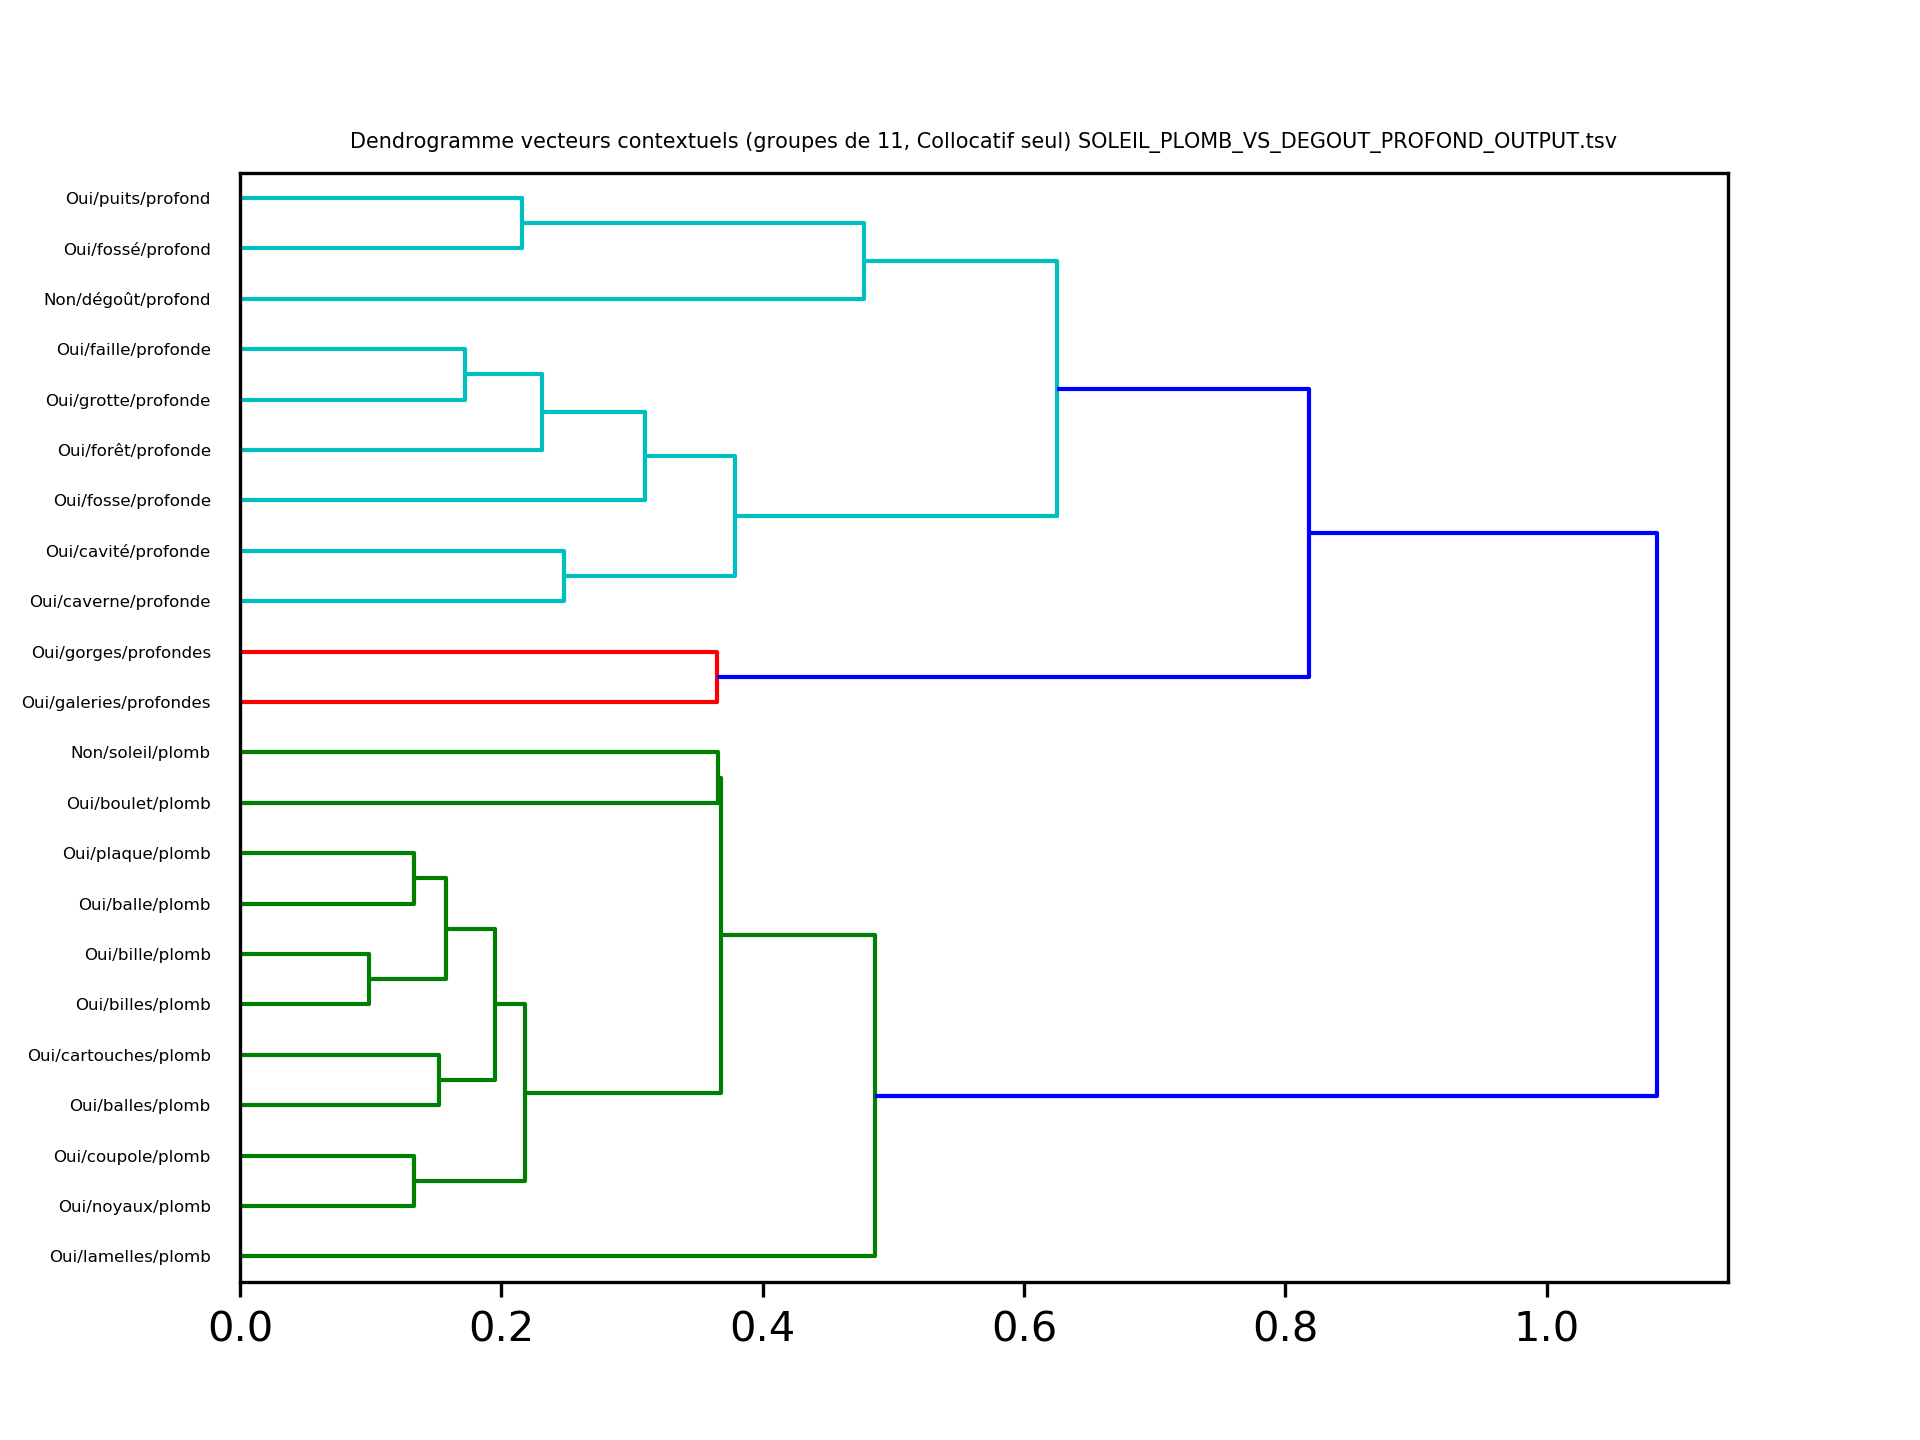 Dendrogramme vecteurs contextuels (groupes de 11, Collocatif seul) SOLEIL_PLOMB_VS_DEGOUT_PROFOND_OUTPUT.tsv
Oui/puits/profond
Oui/fossé/profond
Non/dégoût/profond
Oui/faille/profonde
Oui/grotte/profonde
Oui/forêt/profonde
Oui/fosse/profonde
Oui/cavité/profonde
Oui/caverne/profonde
Oui/gorges/profondes
Oui/galeries/profondes
Non/soleil/plomb
Oui/boulet/plomb
Oui/plaque/plomb
Oui/balle/plomb
Oui/bille/plomb
Oui/billes/plomb
Oui/cartouches/plomb
Oui/balles/plomb
Oui/coupole/plomb
Oui/noyaux/plomb
Oui/lamelles/plomb
0.0 0.2 0.4 0.6 0.8 1.0